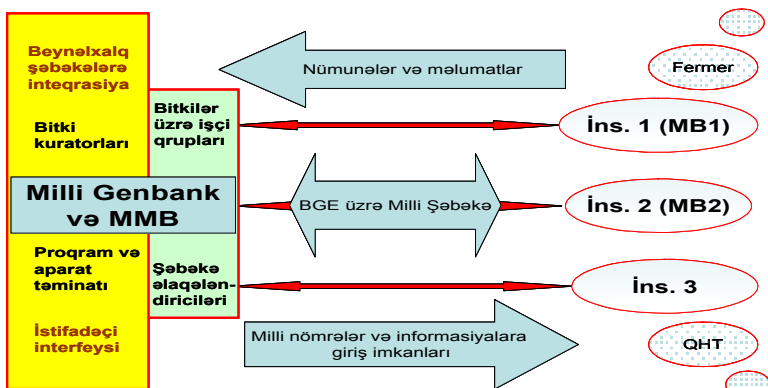 Beynəlxalq
şəbəkələrə
inteqrasiya
Bitki
kuratorları
Milli Genbank
və MMB
Proqram və
aparat
təminatı
İstifadəçi
interfeysi
Bitkilər
üzrə işçi
qrupları
Şəbəkə
əlaqələn-
diriciləri
Nümunələr və məlumatlar
BGE üzrə Milli Şəbəkə
Milli nömrələr və informasiyalara
giriş imkanları
Fermer
İns. 1 (MB1)
İns. 2 (MB2)
İns. 3
QHT